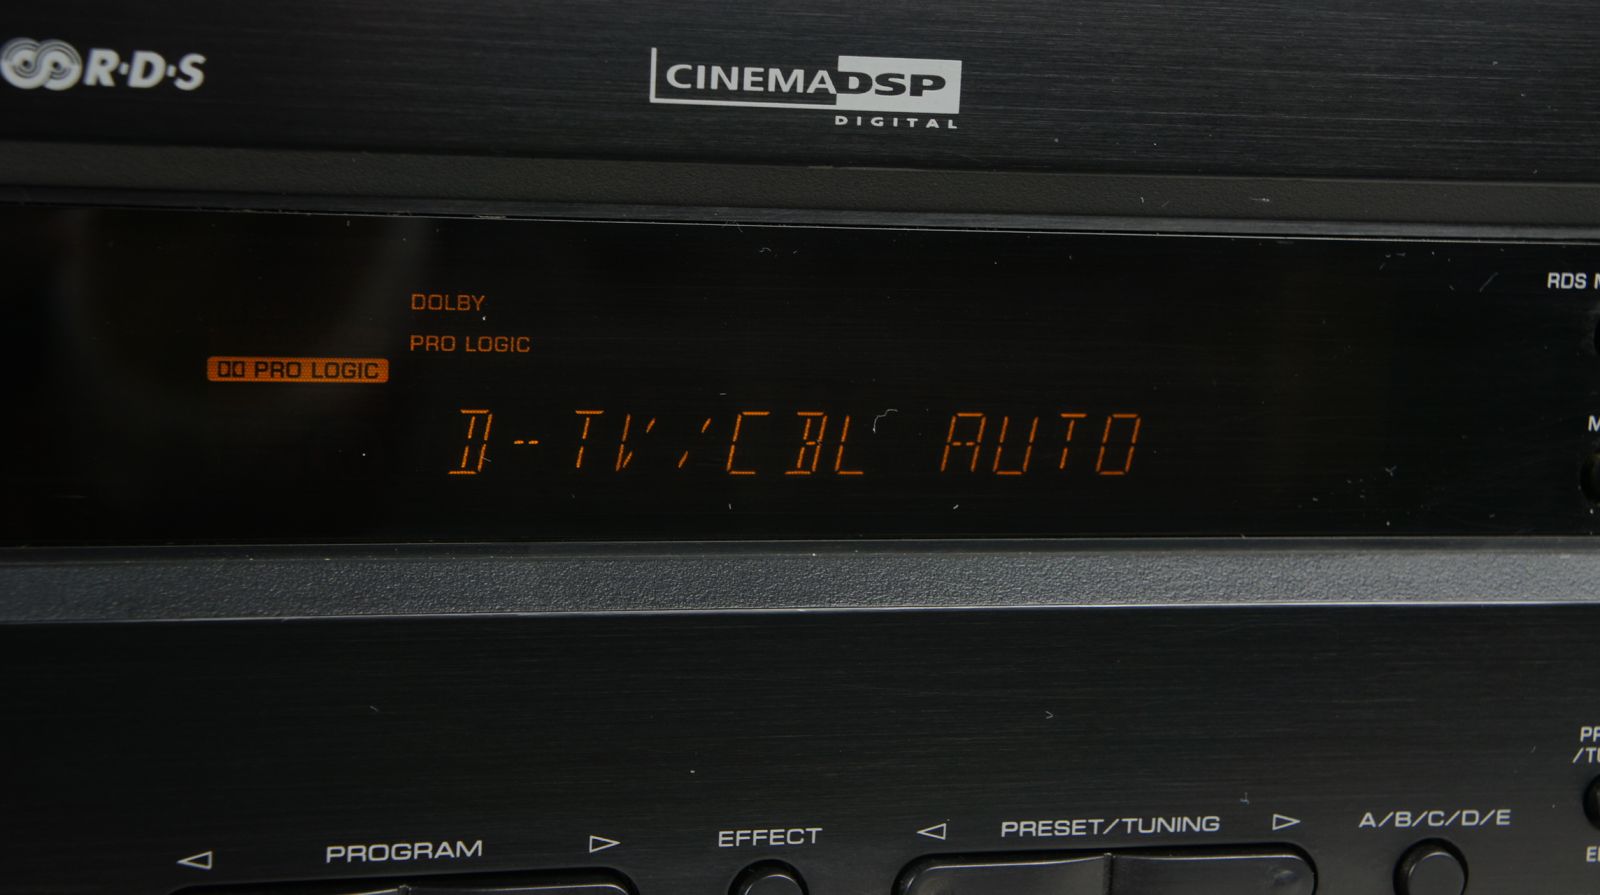 R·D·S
CINEMA DSP
DIGITAL
RDS
DOLBY
PRO LOGIC
PRO LOGIC
D-TV/CBL AUTO
PROGRAM
EFFECT
PRESET/TUNING
A/B/C/D/E